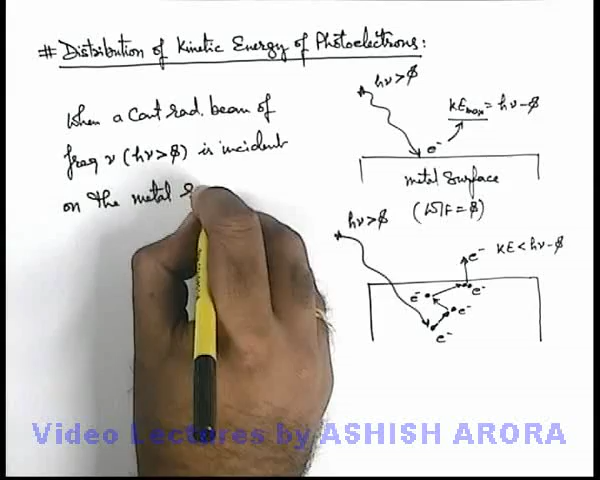 # Distribution of Kinetic Energy of Photoelectrons:
When a Cont rad. beam of
freq ν (hν>ϕ) is incident
on the metal S
hν>ϕ
KEmax = hν-ϕ
e-
metal Surface
(W/F = ϕ)
hν>ϕ
e- KE < hν-ϕ
e- e-
e-
e-
Video Lectures by ASHISH ARORA